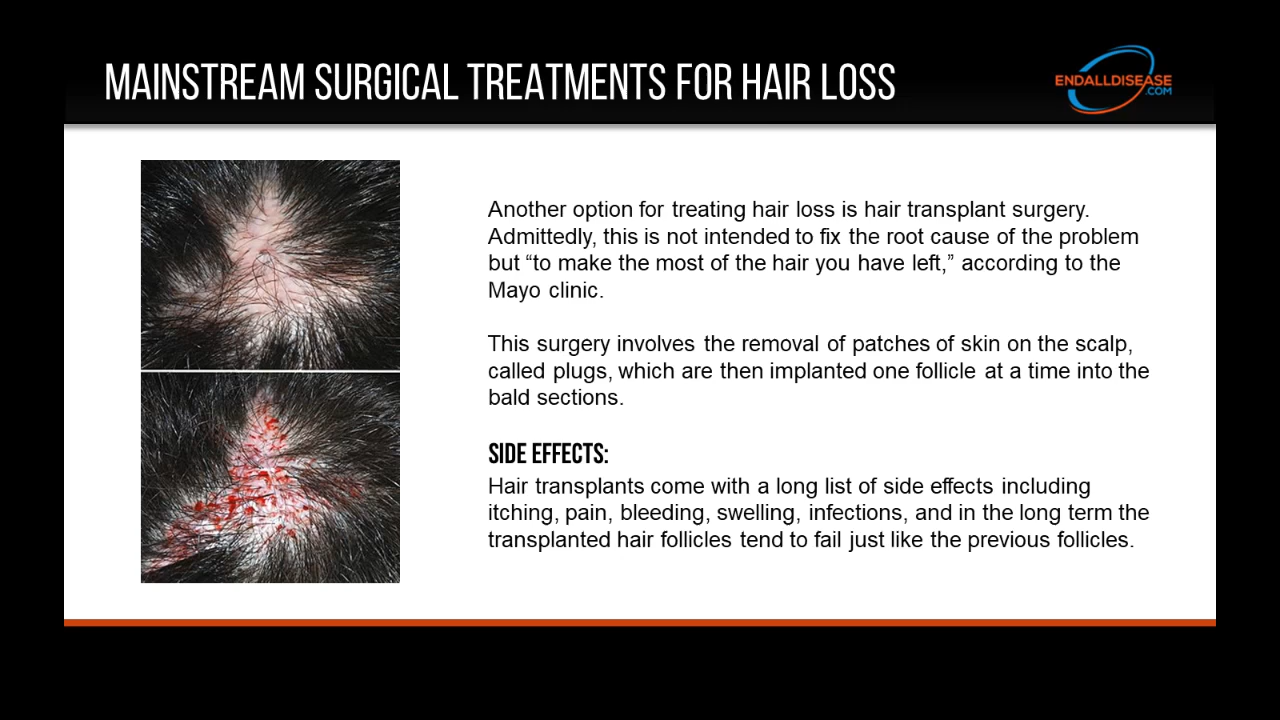 MAINSTREAM SURGICAL TREATMENTS FOR HAIR LOSS
ENDALLDISEASE
.COM
Another option for treating hair loss is hair transplant surgery.
Admittedly, this is not intended to fix the root cause of the problem
but “to make the most of the hair you have left,” according to the
Mayo clinic.
This surgery involves the removal of patches of skin on the scalp,
called plugs, which are then implanted one follicle at a time into the
bald sections.
SIDE EFFECTS:
Hair transplants come with a long list of side effects including
itching, pain, bleeding, swelling, infections, and in the long term the
transplanted hair follicles tend to fail just like the previous follicles.